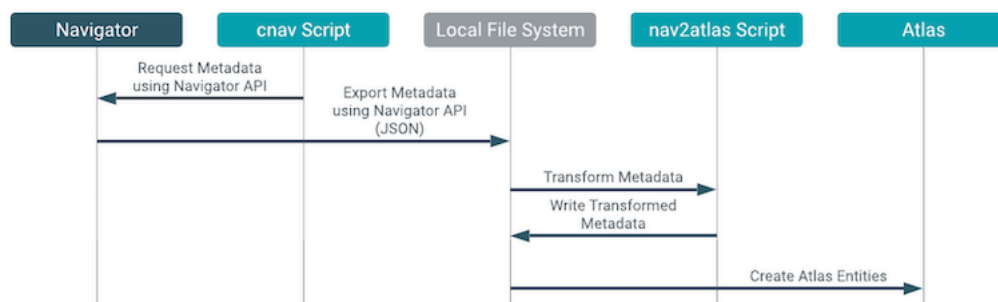 Navigator
cnav Script
Local File System
nav2atlas Script
Atlas
Request Metadata
using Navigator API
Export Metadata
using Navigator API
(JSON)
Transform Metadata
Write Transformed
Metadata
Create Atlas Entities